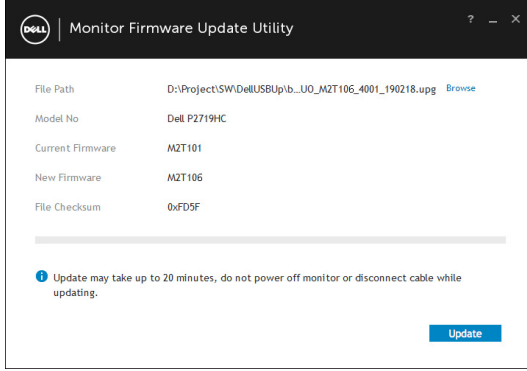 DELL Monitor Firmware Update Utility ? _ ×
File Path D:\Project\SW\DellUSBUp\b...UO_M2T106_4001_190218.upg Browse
Model No Dell P2719HC
Current Firmware M2T101
New Firmware M2T106
File Checksum 0xFD5F
Update may take up to 20 minutes, do not power off monitor or disconnect cable while
updating.
Update